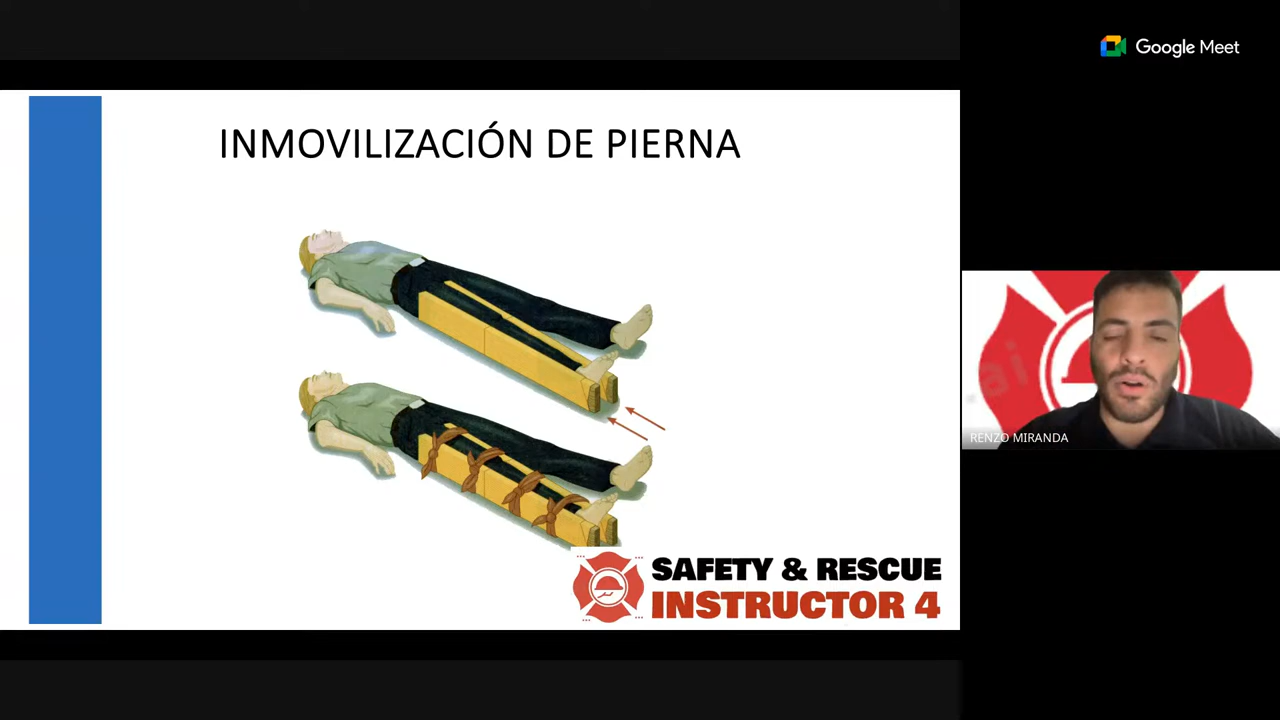 Google Meet
INMOVILIZACIÓN DE PIERNA
RENZO MIRANDA
SAFETY & RESCUE
INSTRUCTOR 4